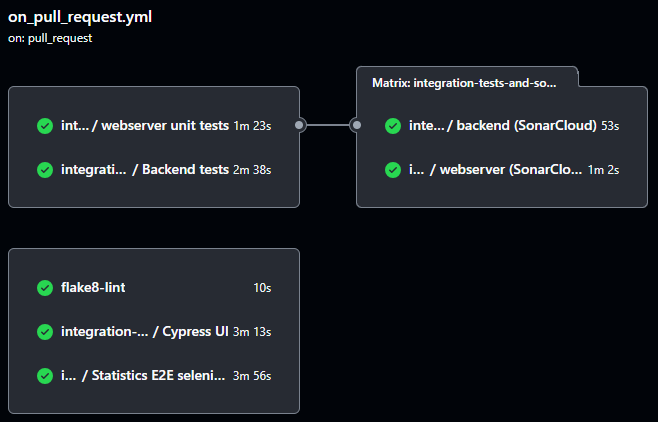 on_pull_request.yml
on: pull_request
int... / webserver unit tests 1m 23s
integrati... / Backend tests 2m 38s
Matrix: integration-tests-and-so...
inte... / backend (SonarCloud) 53s
i... / webserver (SonarClo... 1m 2s
flake8-lint 10s
integration-... / Cypress UI 3m 13s
i... / Statistics E2E seleni... 3m 56s